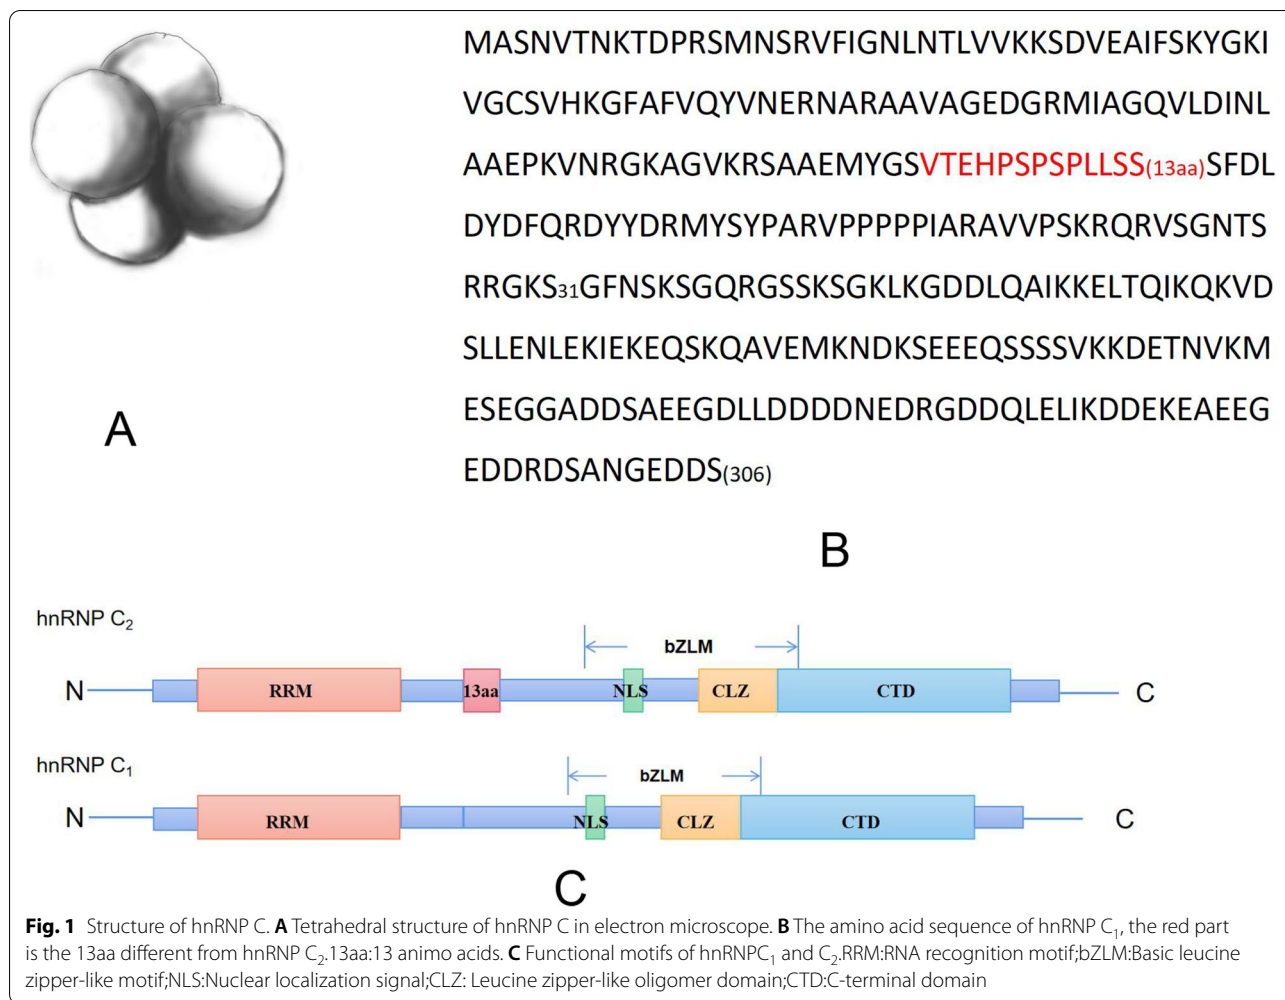 MASNVTNKTDPRSMNSRVFIGNLNTLVVKKSDVEAIFSKYGKI
VGCSVHKGFAFVQYVNERNARAAVAGEDGRMIAGQVLDINL
AAEPKVNRGKAGVKRSAAEMYGSVTEHPSPSPLLSS(13aa)SFDL
DYDFQRDYYDRMYSYPARVPPPPPIARAVVPSKRQRVSGNTS
RRGKS31GFNSKSGQRGSSKSGKLKGDDLQAIKKELTQIKQKVD
SLLENLEKIEKEQSKQAVEMKNDKSEEEQSSSSVKKDETNVKM
ESEGGADDSAEEGDLLDDDDNEDRGDDQLELIKDDEKEAEEG
EDDRDSANGEDDS(306)
A
B
hnRNP C2
bZLM
N RRM 13aa NLS CLZ CTD C
hnRNP C1
bZLM
N RRM NLS CLZ CTD C
C
Fig. 1 Structure of hnRNP C. A Tetrahedral structure of hnRNP C in electron microscope. B The amino acid sequence of hnRNP C1, the red part
is the 13aa different from hnRNP C2.13aa:13 animo acids. C Functional motifs of hnRNPC1 and C2.RRM:RNA recognition motif;bZLM:Basic leucine
zipper-like motif;NLS:Nuclear localization signal;CLZ: Leucine zipper-like oligomer domain;CTD:C-terminal domain